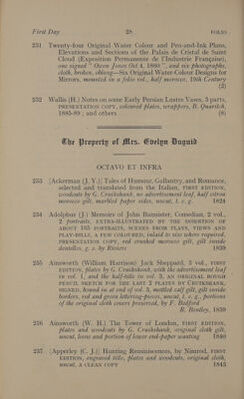 First Day 28 FOLIO
231 Twenty-four Original Water Colour and Pen-and-Ink Plans,
Elevations and Sections of the Palais de Cristal de Saint
Cloud (Exposition Permanente de l'Industrie Française),
one signed " Owen Jones Oct 4, 1860 ", and six photographs,
cloth, broken, oblong—Six Original Water-Colour Designs for
Mirrors, mounted in a folio vol., half morocco, 19th Century
(2)
232 Wallis (H.) Notes on some Early Persian Lustre Vases, 3 parts,
PRESENTATION COPY, coloured plates, wrappers, B. Quaritch,
1885-89; and others (8)
The Property of Mrs. Evelyn Duguid
OCTAVO ET INFRA
233 [Ackerman (J. Y.)] Tales of Humour, Gallantry, and Romance,
selected and translated from the Italian, FIRST EDITION,
woodcuts by G. Cruikshank, no advertisement leaf, half citron
morocco gilt, marbled paper sides, uncut, t. e. g. 1824
234 Adolphus (J.) Memoirs of John Bannister, Comedian, 2 vol.,
2 portraits, EXTRA-ILLUSTRATED BY THE INSERTION OF
ABOUT 155 PORTRAITS, SCENES FROM PLAYS, VIEWS AND
PLAY-BILLS, A FEW COLOURED, inlaid to size where required,
PRESENTATION COPY, red crushed morocco gilt, gilt inside
dentelles, g. e. by Riviere 1839
235 Ainsworth (William Harrison) Jack Sheppard, 3 vol., FIRST
EDITION, plates by G. Cruikshank, with the advertisement leaf
in vol. 1, and the half-title in vol. 3, AN ORIGINAL ROUGH
PENCIL SKETCH FOR THE LAST 2 PLATES BY CRUIKSHANK,
SIGNED, bound in at end of vol. 3, mottled calf gilt, gilt inside
borders, red and green lettering-pieces, uncut, t. e. g., portions
of the original cloth covers preserved, by F. Bedford
R. Bentley, 1839
236 Ainsworth (W. H.) The Tower of London, FIRST EDITION,
plates and woodcuts by G. Cruikshank, original cloth gilt,
uncut, loose and portion of lower end-paper wanting 1840
237 [Apperley (C. J.)] Hunting Reminiscences, by Nimrod, FIRST
EDITION, engraved title, plates and woodcuts, original cloth,
uncut, A CLEAN COPY 1843